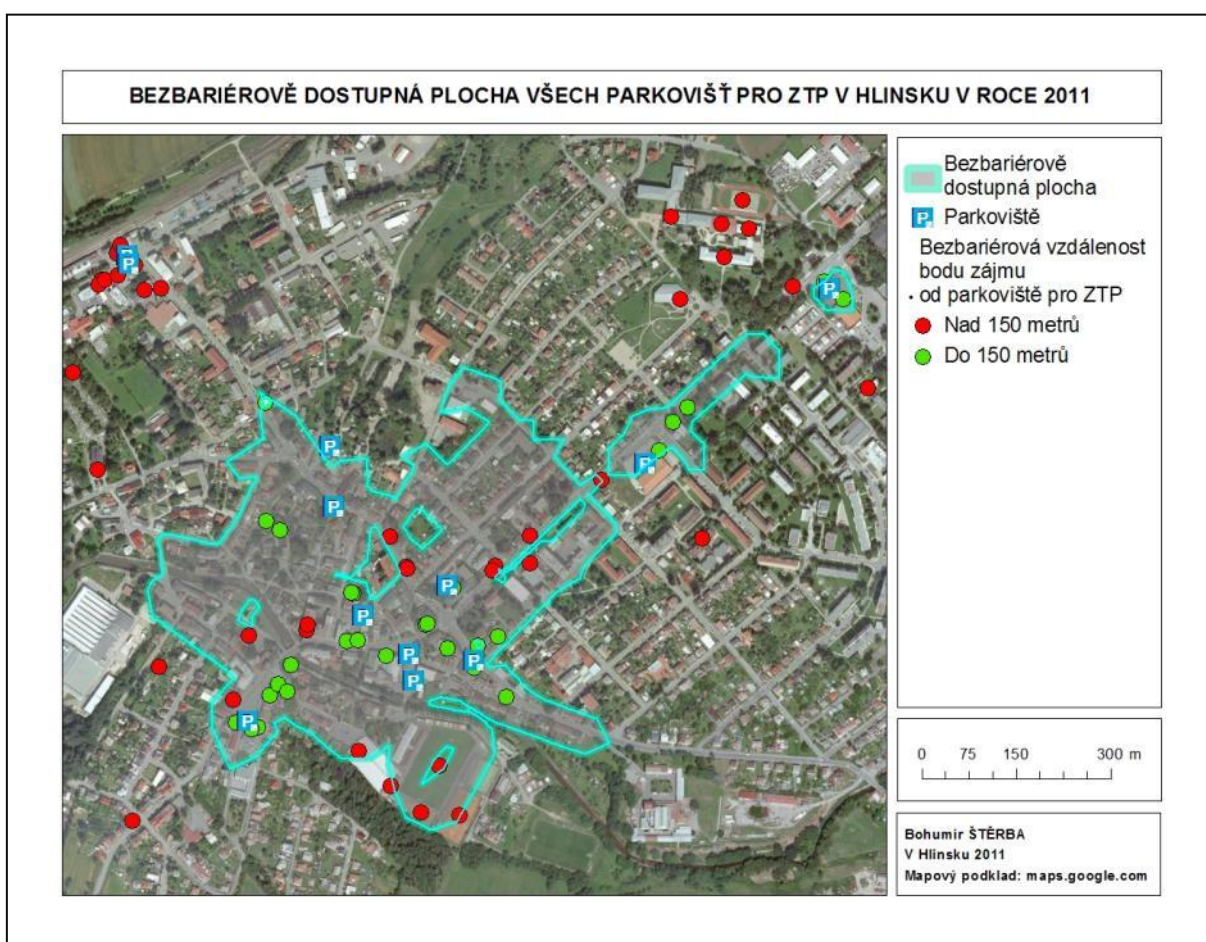 BEZBARIÉROVĚ DOSTUPNÁ PLOCHA VŠECH PARKOVIŠŤ PRO ZTP V HLINSKU V ROCE 2011
Bezbariérově
dostupná plocha
P Parkoviště
Bezbariérová vzdálenost
bodu zájmu
od parkoviště pro ZTP
Nad 150 metrů
Do 150 metrů
0 75 150 300 m
Bohumir ŠTĚRBA
V Hlinsku 2011
Mapový podklad: maps.google.com
P
P
P
P
P
P
P
P
P
P
P
P
P